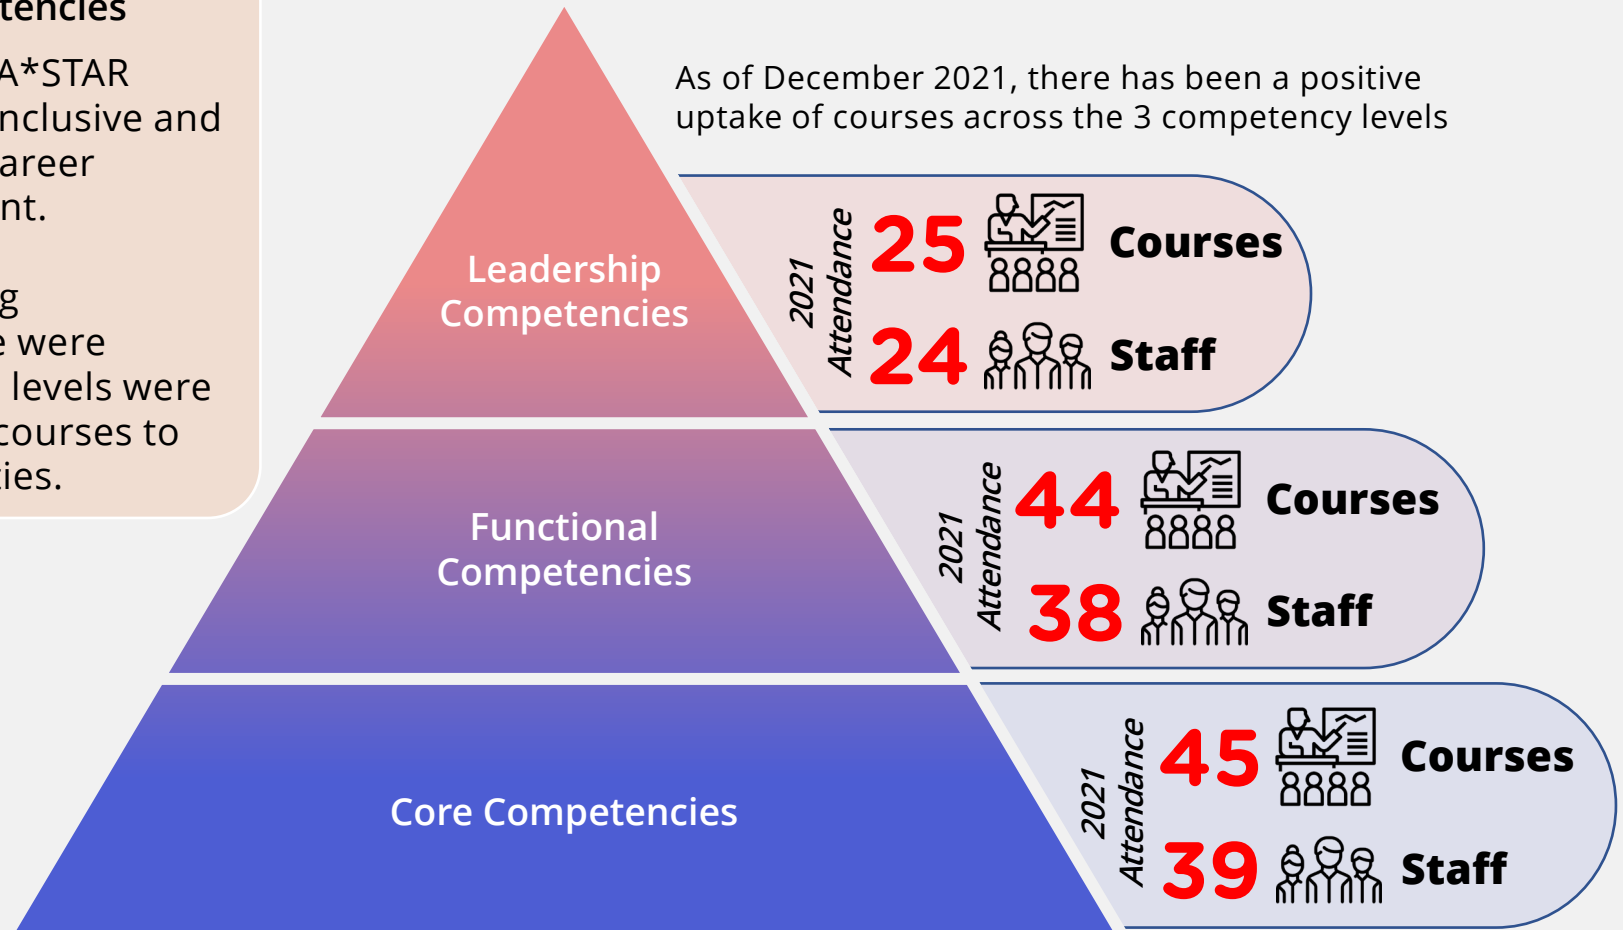 tencies
A*STAR
nclusive and
areer
nt.
g
e were
levels were
courses to
ties.
As of December 2021, there has been a positive
uptake of courses across the 3 competency levels
Leadership
Competencies
2021
Attendance
25 Courses
24 Staff
Functional
Competencies
2021
Attendance
44 Courses
38 Staff
Core Competencies
2021
Attendance
45 Courses
39 Staff